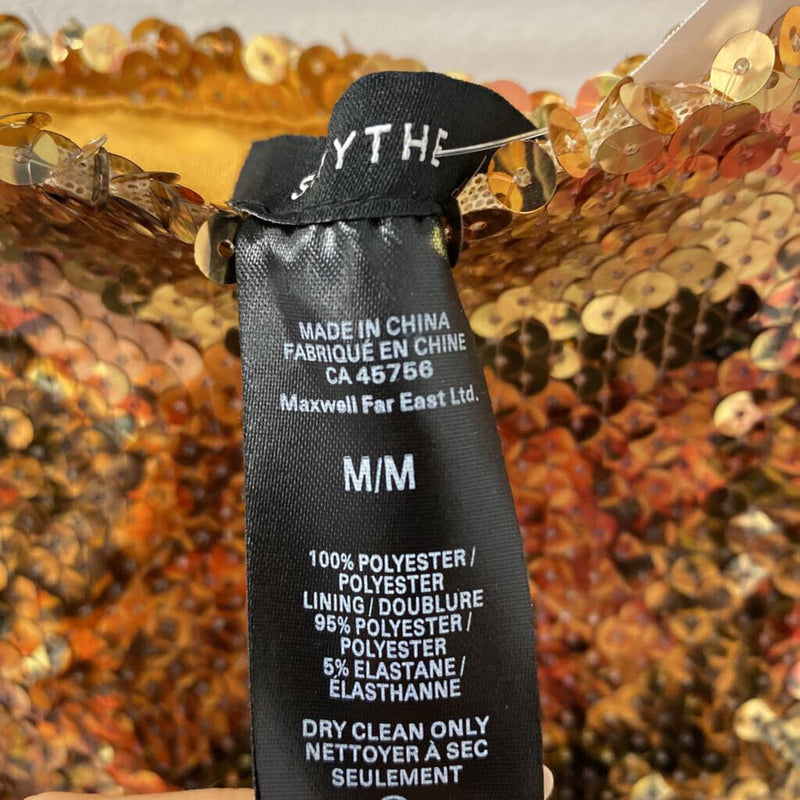 SMYTHE
MADE IN CHINA
FABRIQUÉ EN CHINE
CA 45756
Maxwell Far East Ltd.
M/M
100% POLYESTER /
POLYESTER
LINING / DOUBLURE
95% POLYESTER /
POLYESTER
5% ELASTANE /
ÉLASTHANNE
DRY CLEAN ONLY
NETTOYER À SEC
SEULEMENT